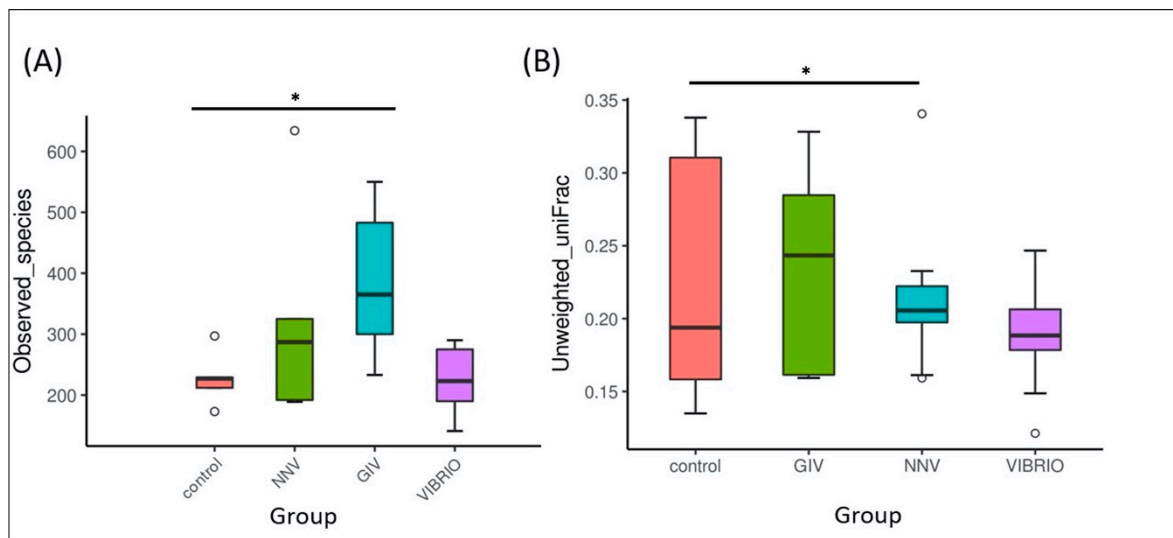 (A)
*
Observed_species
600
500
400
300
200
control
NNV
GIV
VIBRIO
Group
(B)
*
Unweighted_uniFrac
0.35
0.30
0.25
0.20
0.15
control
GIV
NNV
VIBRIO
Group